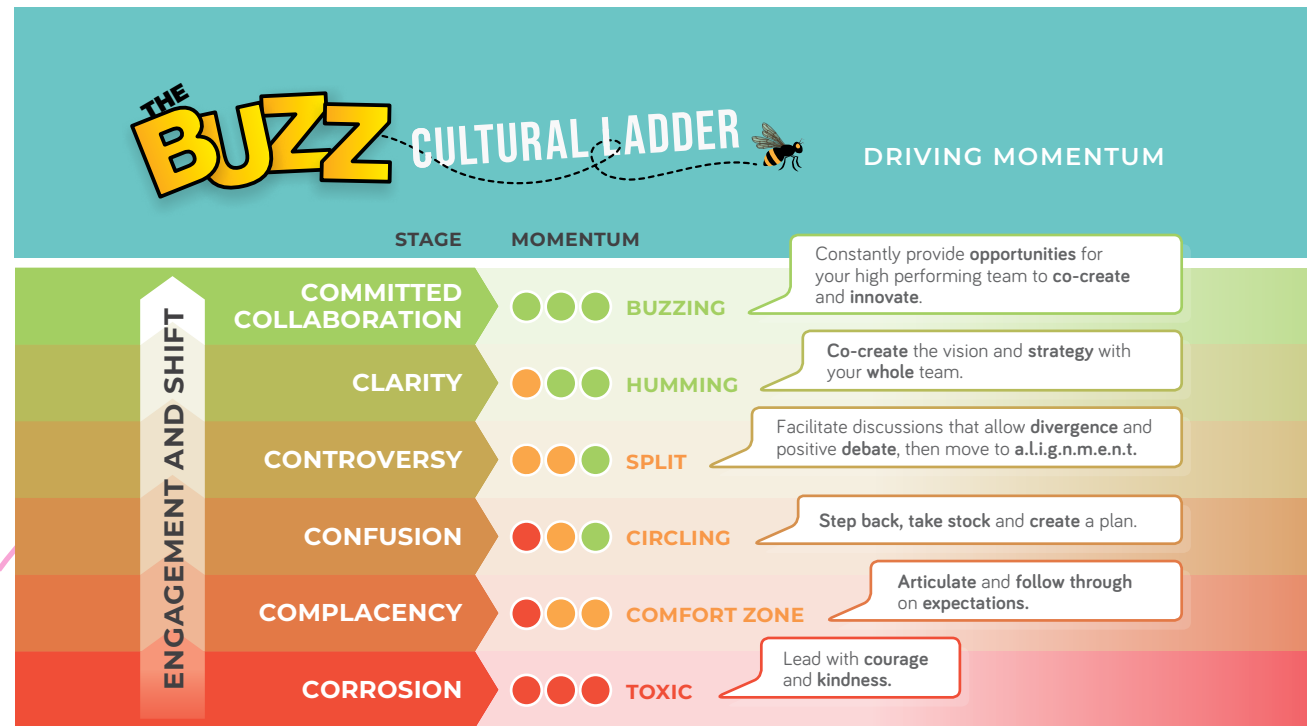 THE
BUZZ
CULTURAL LADDER
DRIVING MOMENTUM
STAGE
MOMENTUM
ENGAGEMENT AND SHIFT
COMMITTED
COLLABORATION
BUZZING
Constantly provide opportunities for
your high performing team to co-create
and innovate.
CLARITY
HUMMING
Co-create the vision and strategy with
your whole team.
CONTROVERSY
SPLIT
Facilitate discussions that allow divergence and
positive debate, then move to a.l.i.g.n.m.e.n.t.
CONFUSION
CIRCLING
Step back, take stock and create a plan.
COMPLACENCY
COMFORT ZONE
Articulate and follow through
on expectations.
CORROSION
TOXIC
Lead with courage
and kindness.